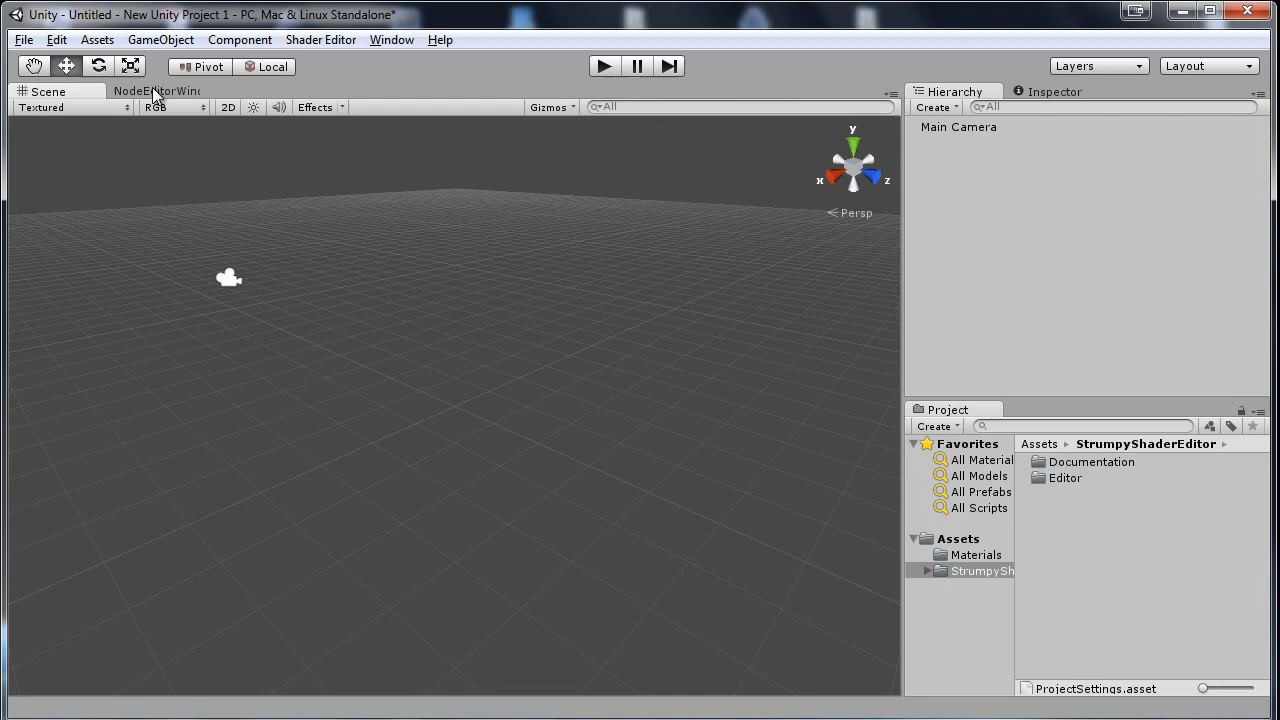 Unity - Untitled - New Unity Project 1 - PC, Mac & Linux Standalone*
File Edit Assets GameObject Component Shader Editor Window Help
Pivot Local Layers Layout
Scene NodeEditorWind Hierarchy Inspector
Textured RGB 2D Effects Gizmos All Create All
Main Camera
y
x z
Persp
Project
Create
Favorites Assets StrumpyShaderEditor
All Material Documentation
All Models Editor
All Prefabs
All Scripts
Assets
Materials
StrumpySh
ProjectSettings.asset